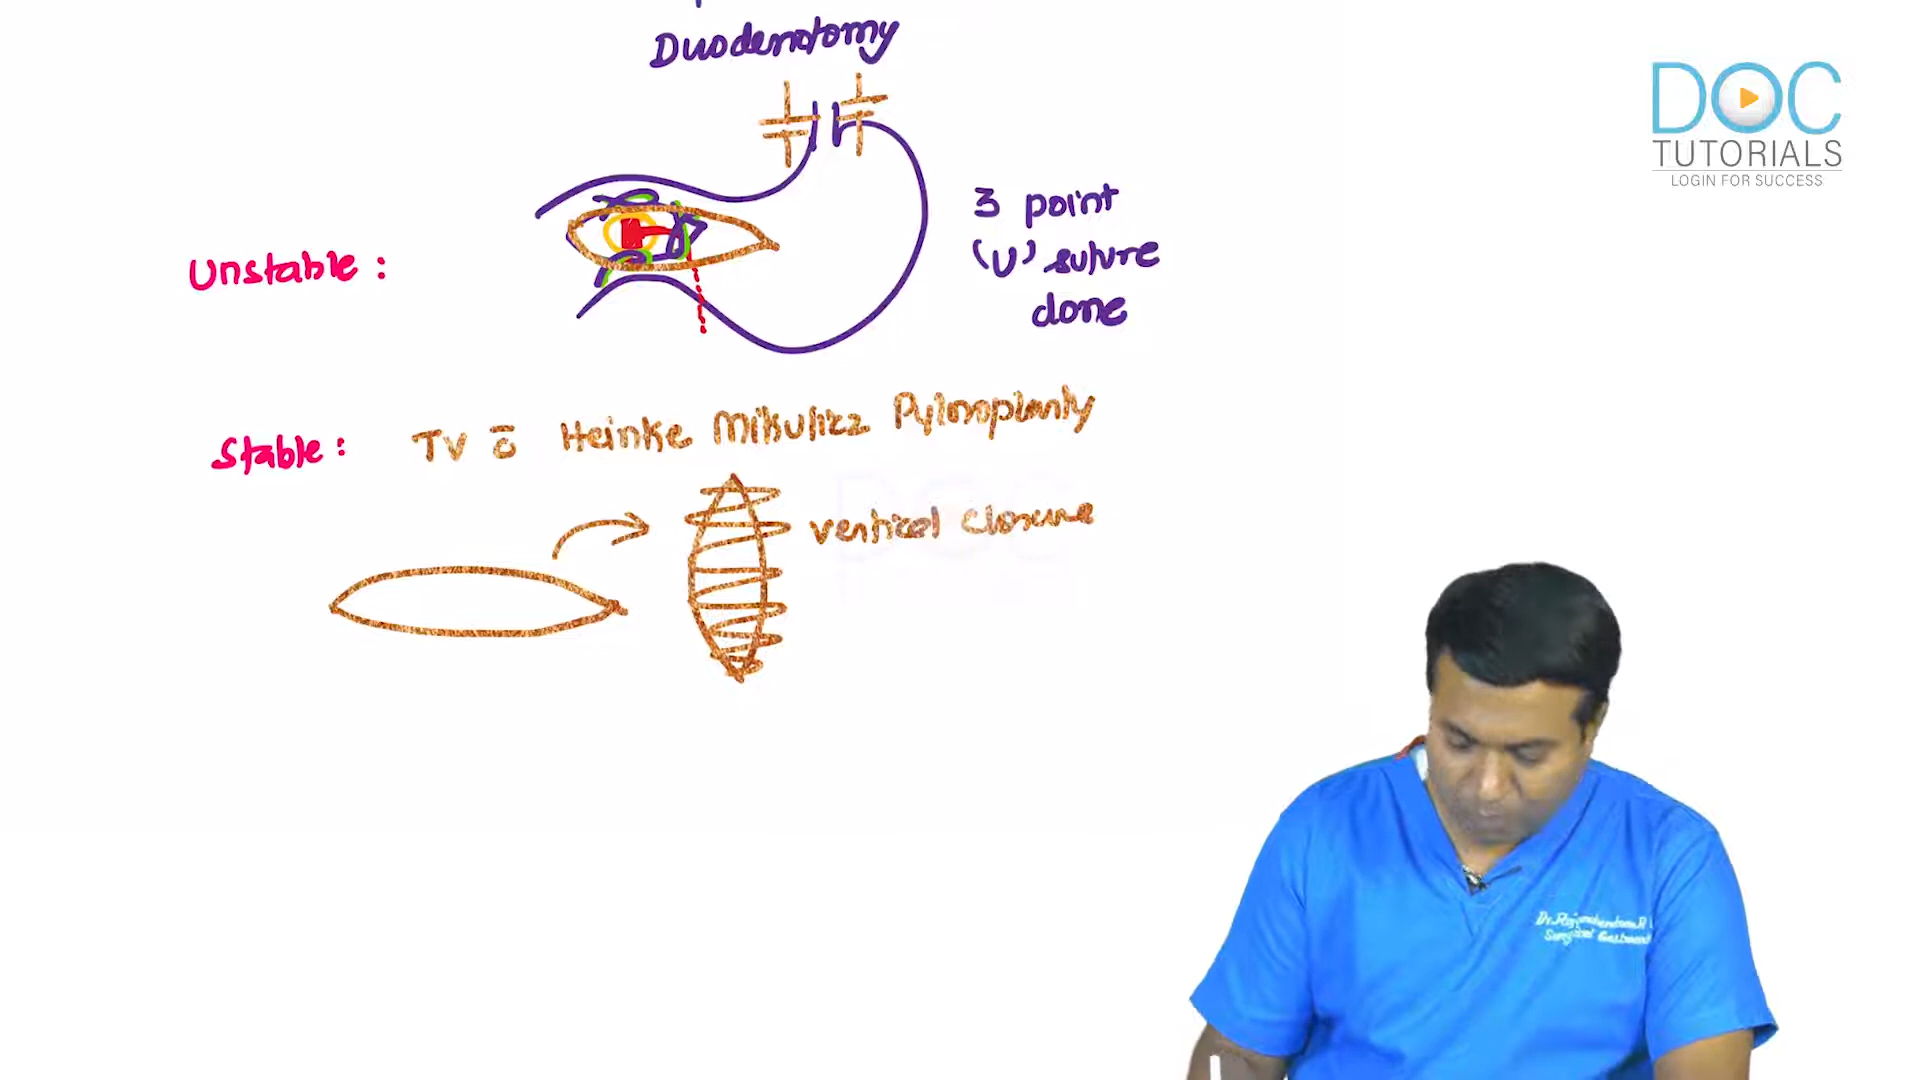 Duodenotomy
DOC
TUTORIALS
LOGIN FOR SUCCESS
3 point
(U) suture
done
Unstable :
Stable : TV c̄ Heinke Mikulicz Pyloroplasty
vertical closure